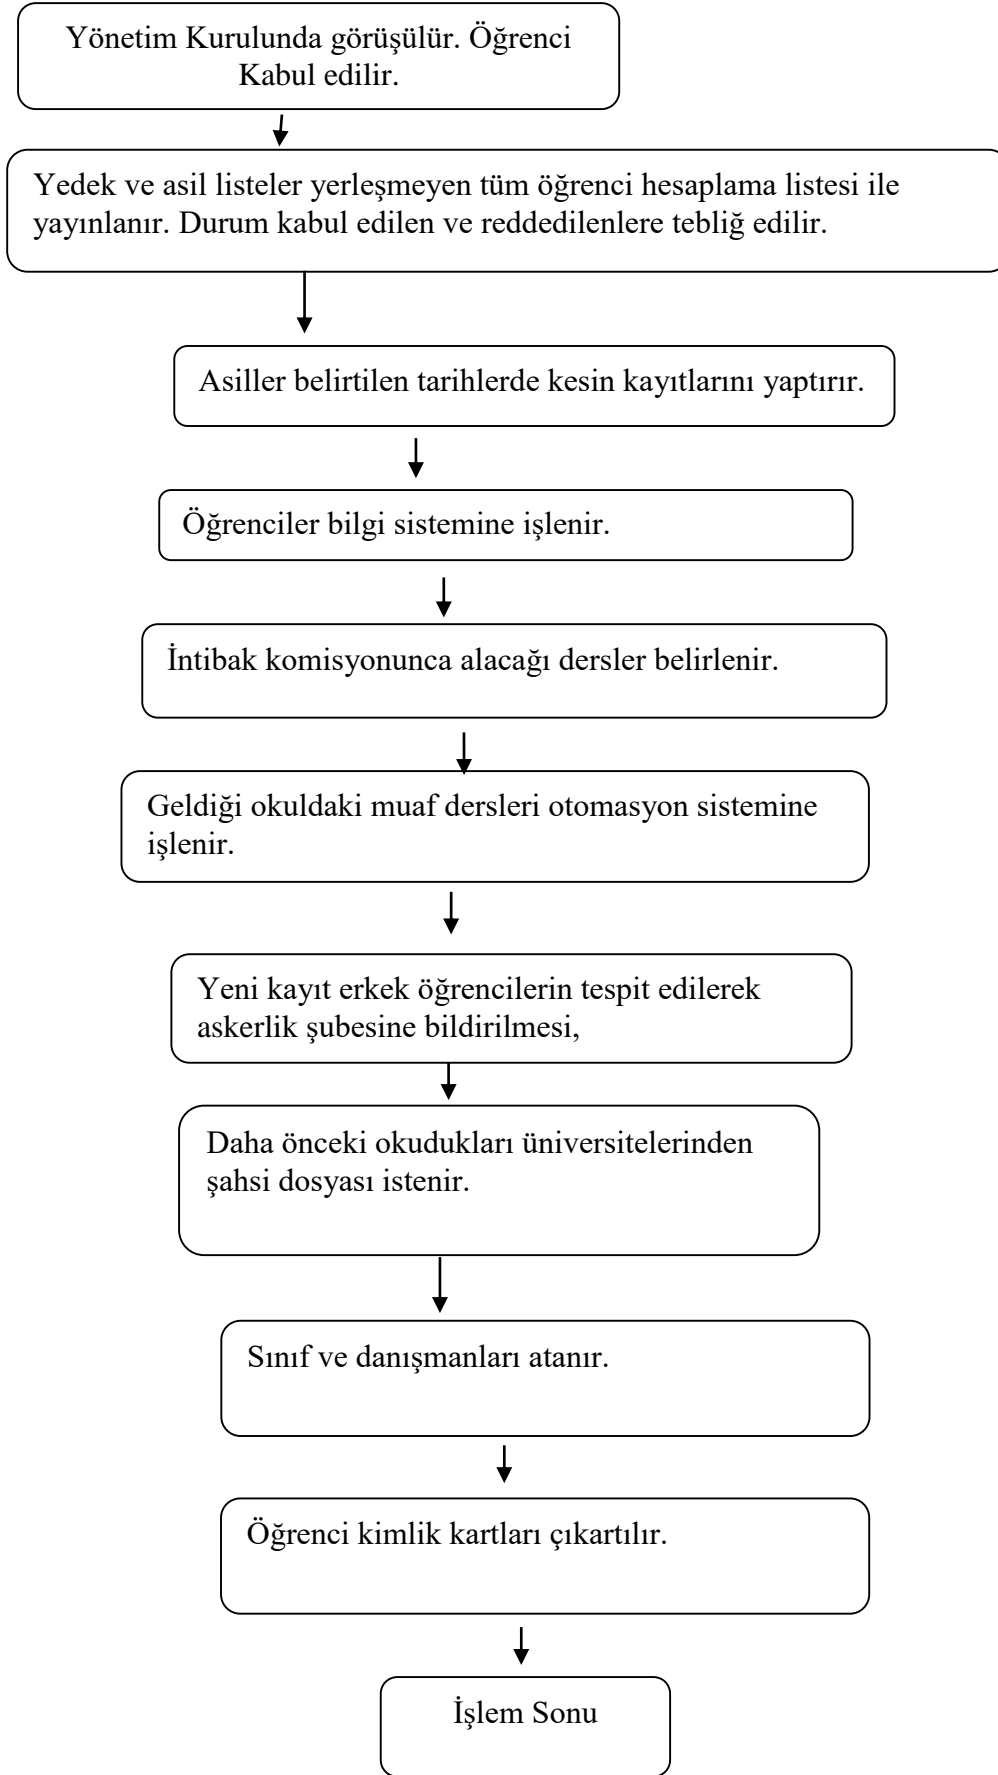 Yönetim Kurulunda görüşülür. Öğrenci
Kabul edilir.
Yedek ve asil listeler yerleşmeyen tüm öğrenci hesaplama listesi ile
yayınlanır. Durum kabul edilen ve reddedilenlere tebliğ edilir.
Asiller belirtilen tarihlerde kesin kayıtlarını yaptırır.
Öğrenciler bilgi sistemine işlenir.
İntibak komisyonunca alacağı dersler belirlenir.
Geldiği okuldaki muaf dersleri otomasyon sistemine
işlenir.
Yeni kayıt erkek öğrencilerin tespit edilerek
askerlik şubesine bildirilmesi,
Daha önceki okudukları üniversitelerinden
şahsi dosyası istenir.
Sınıf ve danışmanları atanır.
Öğrenci kimlik kartları çıkartılır.
İşlem Sonu